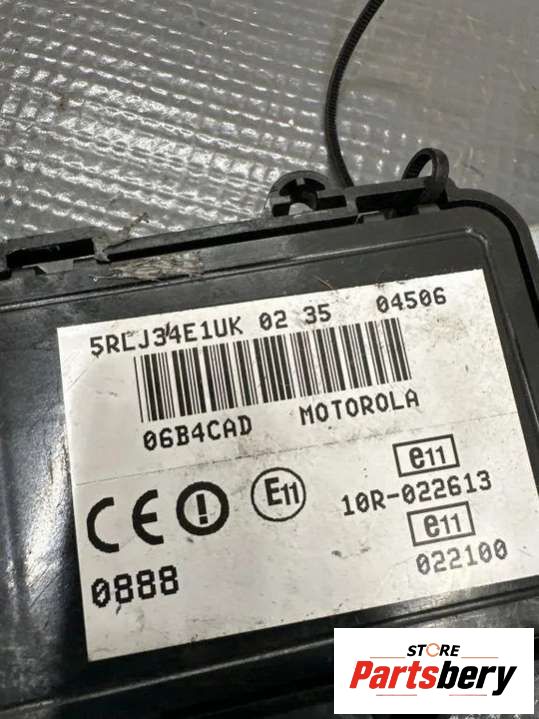 5RLJ34E1UK 02 35 04506
06B4CAD MOTOROLA
CE E11
e11
10R-022613
e11
0888 022100
STORE
Partsbery